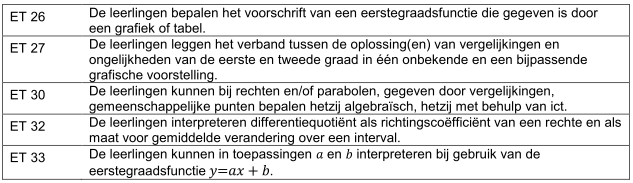 ET 26 De leerlingen bepalen het voorschrift van een eerstegraadsfunctie die gegeven is door
een grafiek of tabel.
ET 27 De leerlingen leggen het verband tussen de oplossing(en) van vergelijkingen en
ongelijkheden van de eerste en tweede graad in één onbekende en een bijpassende
grafische voorstelling.
ET 30 De leerlingen kunnen bij rechten en/of parabolen, gegeven door vergelijkingen,
gemeenschappelijke punten bepalen hetzij algebraïsch, hetzij met behulp van ict.
ET 32 De leerlingen interpreteren differentiequotiënt als richtingscoëfficiënt van een rechte en als
maat voor gemiddelde verandering over een interval.
ET 33 De leerlingen kunnen in toepassingen a en b interpreteren bij gebruik van de
eerstegraadsfunctie y=ax + b.